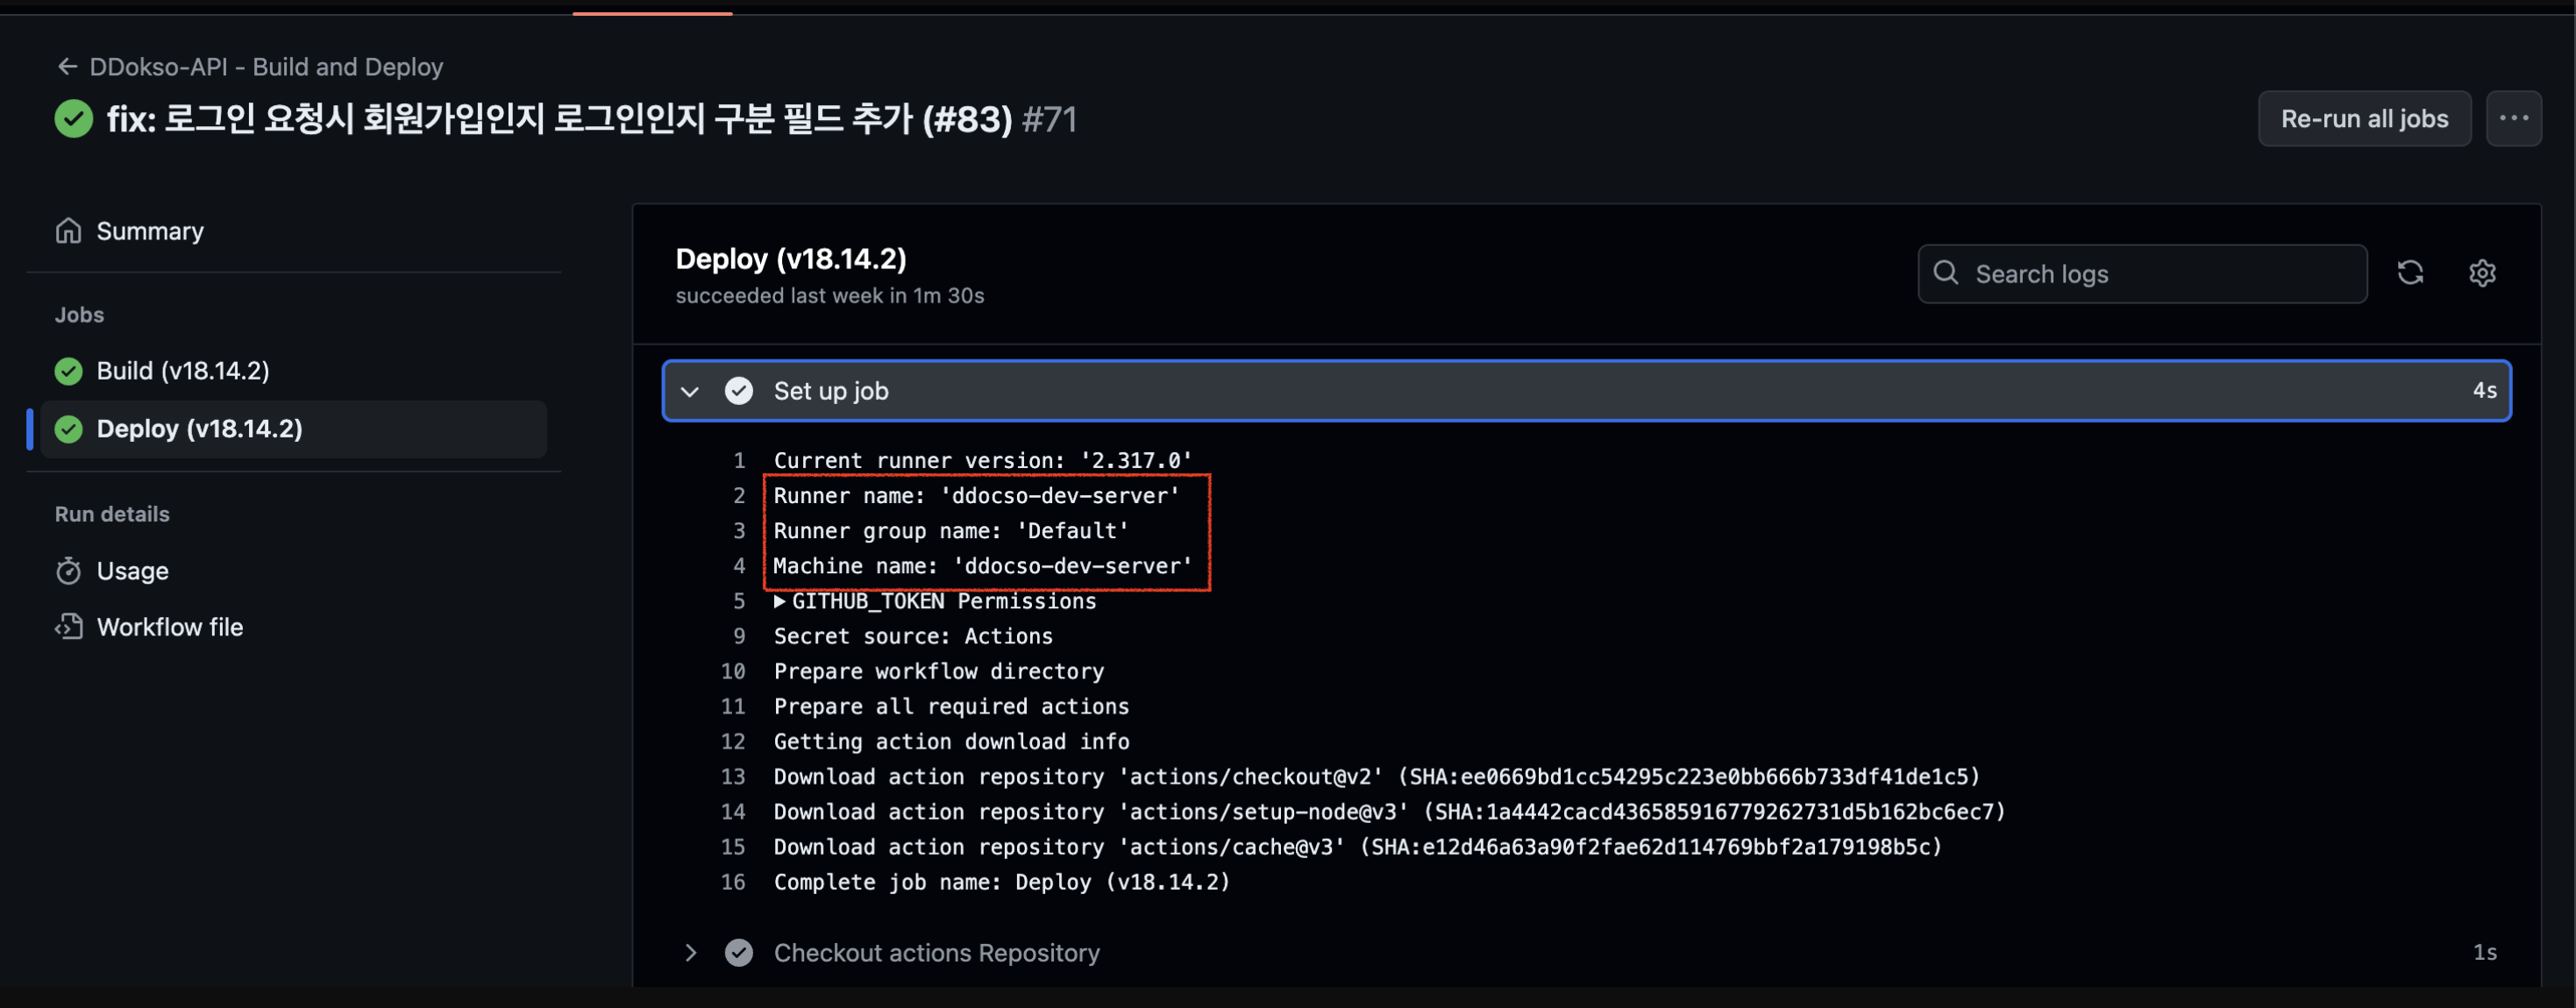 DDokso-API - Build and Deploy
fix: 로그인 요청시 회원가입인지 로그인인지 구분 필드 추가 (#83) #71
Re-run all jobs
Summary
Jobs
Build (v18.14.2)
Deploy (v18.14.2)
Run details
Usage
Workflow file
Deploy (v18.14.2)
succeeded last week in 1m 30s
Search logs
Set up job 4s
1 Current runner version: '2.317.0'
2 Runner name: 'ddocso-dev-server'
3 Runner group name: 'Default'
4 Machine name: 'ddocso-dev-server'
5 GITHUB_TOKEN Permissions
9 Secret source: Actions
10 Prepare workflow directory
11 Prepare all required actions
12 Getting action download info
13 Download action repository 'actions/checkout@v2' (SHA:ee0669bd1cc54295c223e0bb666b733df41de1c5)
14 Download action repository 'actions/setup-node@v3' (SHA:1a4442cacd436585916779262731d5b162bc6ec7)
15 Download action repository 'actions/cache@v3' (SHA:e12d46a63a90f2fae62d114769bbf2a179198b5c)
16 Complete job name: Deploy (v18.14.2)
Checkout actions Repository 1s